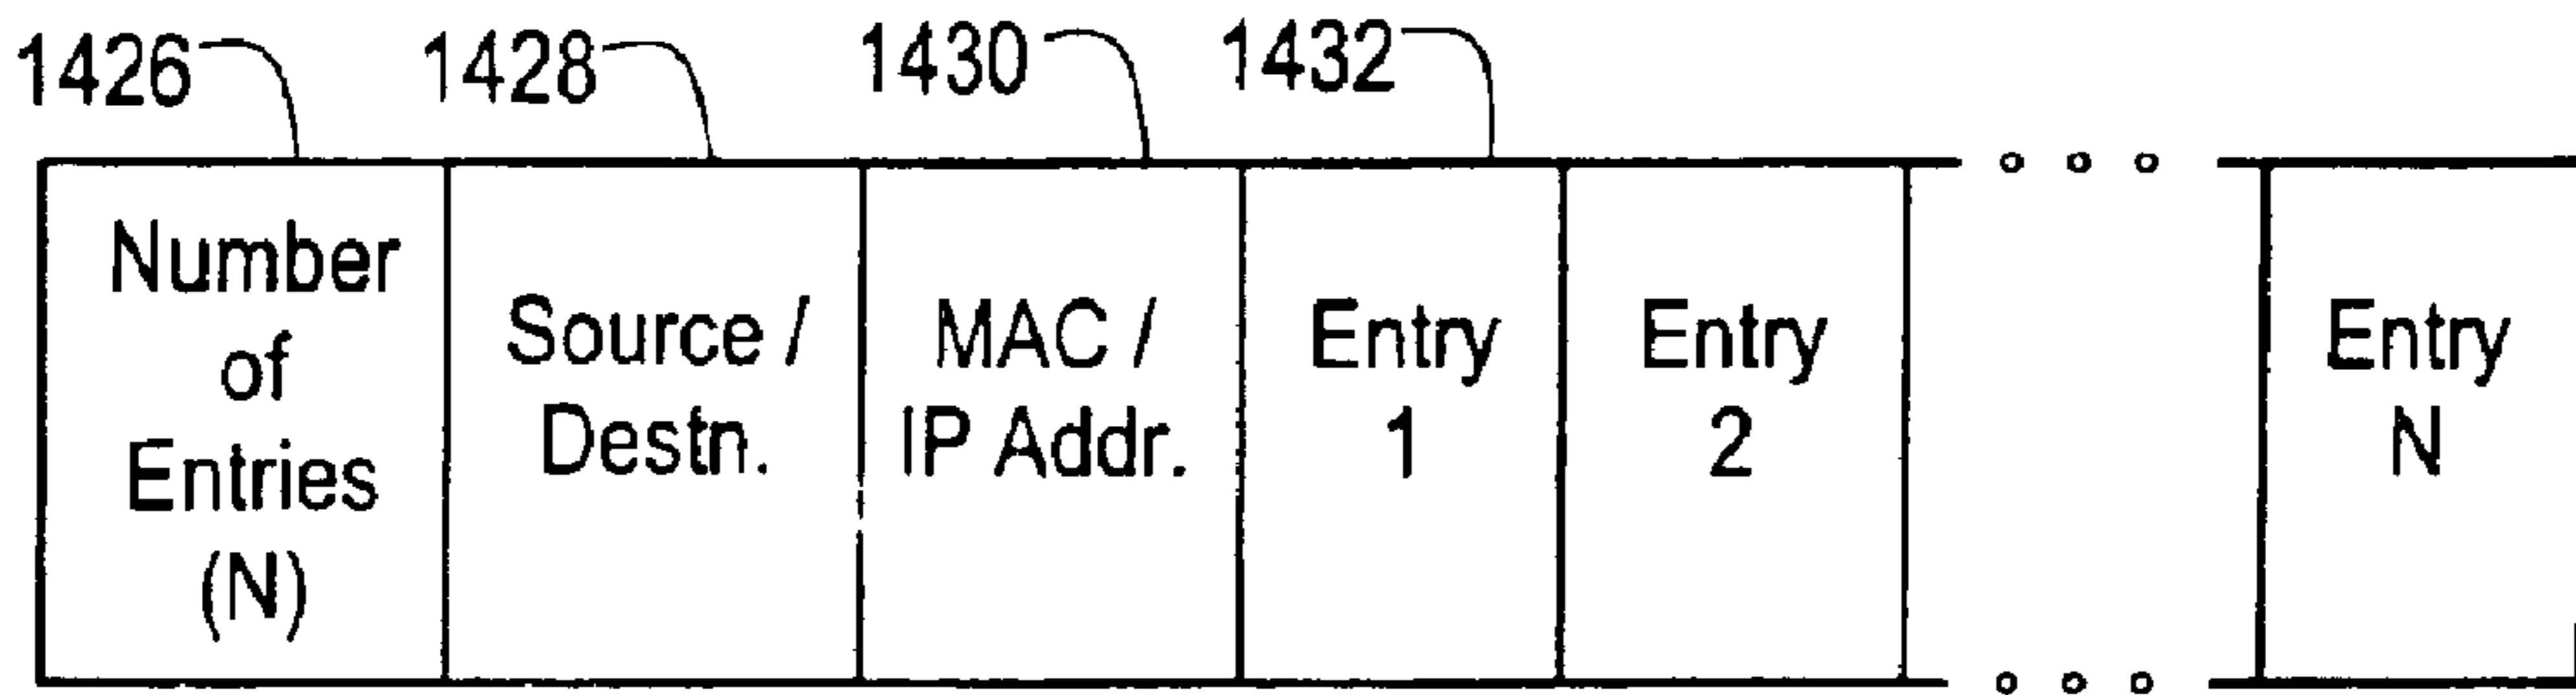 1426 1428 1430 1432
Number
of
Entries
(N)
Source /
Destn.
MAC /
IP Addr.
Entry
1
Entry
2
Entry
N